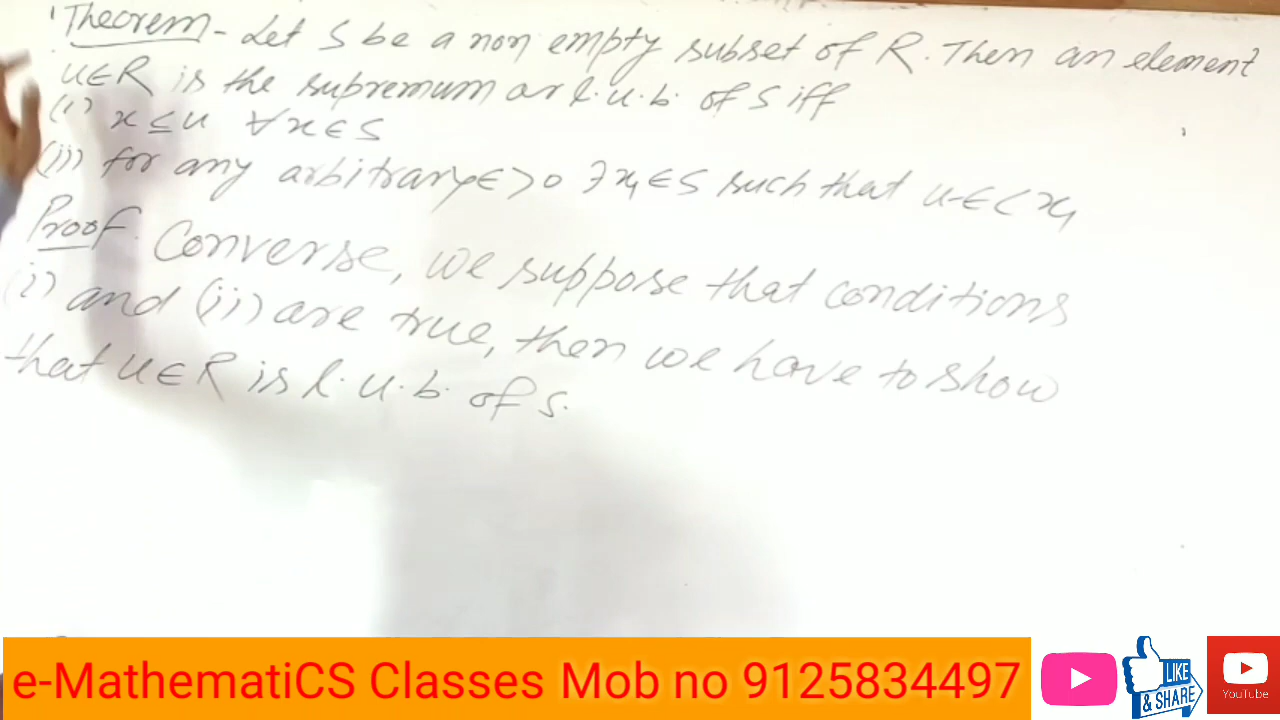 Theorem - Let S be a non empty subset of R. Then an element
u∈R is the supremum or l.u.b. of S iff
(i) x ≤ u ∀ x ∈ S
(ii) for any arbitrary ∈ > 0 ∃ x₁ ∈ S such that u-∈ < x₁
Proof. Converse, we suppose that conditions
(i) and (ii) are true, then we have to show
that u ∈ R is l.u.b. of S.
e-MathematiCS Classes Mob no 9125834497
LIKE
& SHARE
YouTube